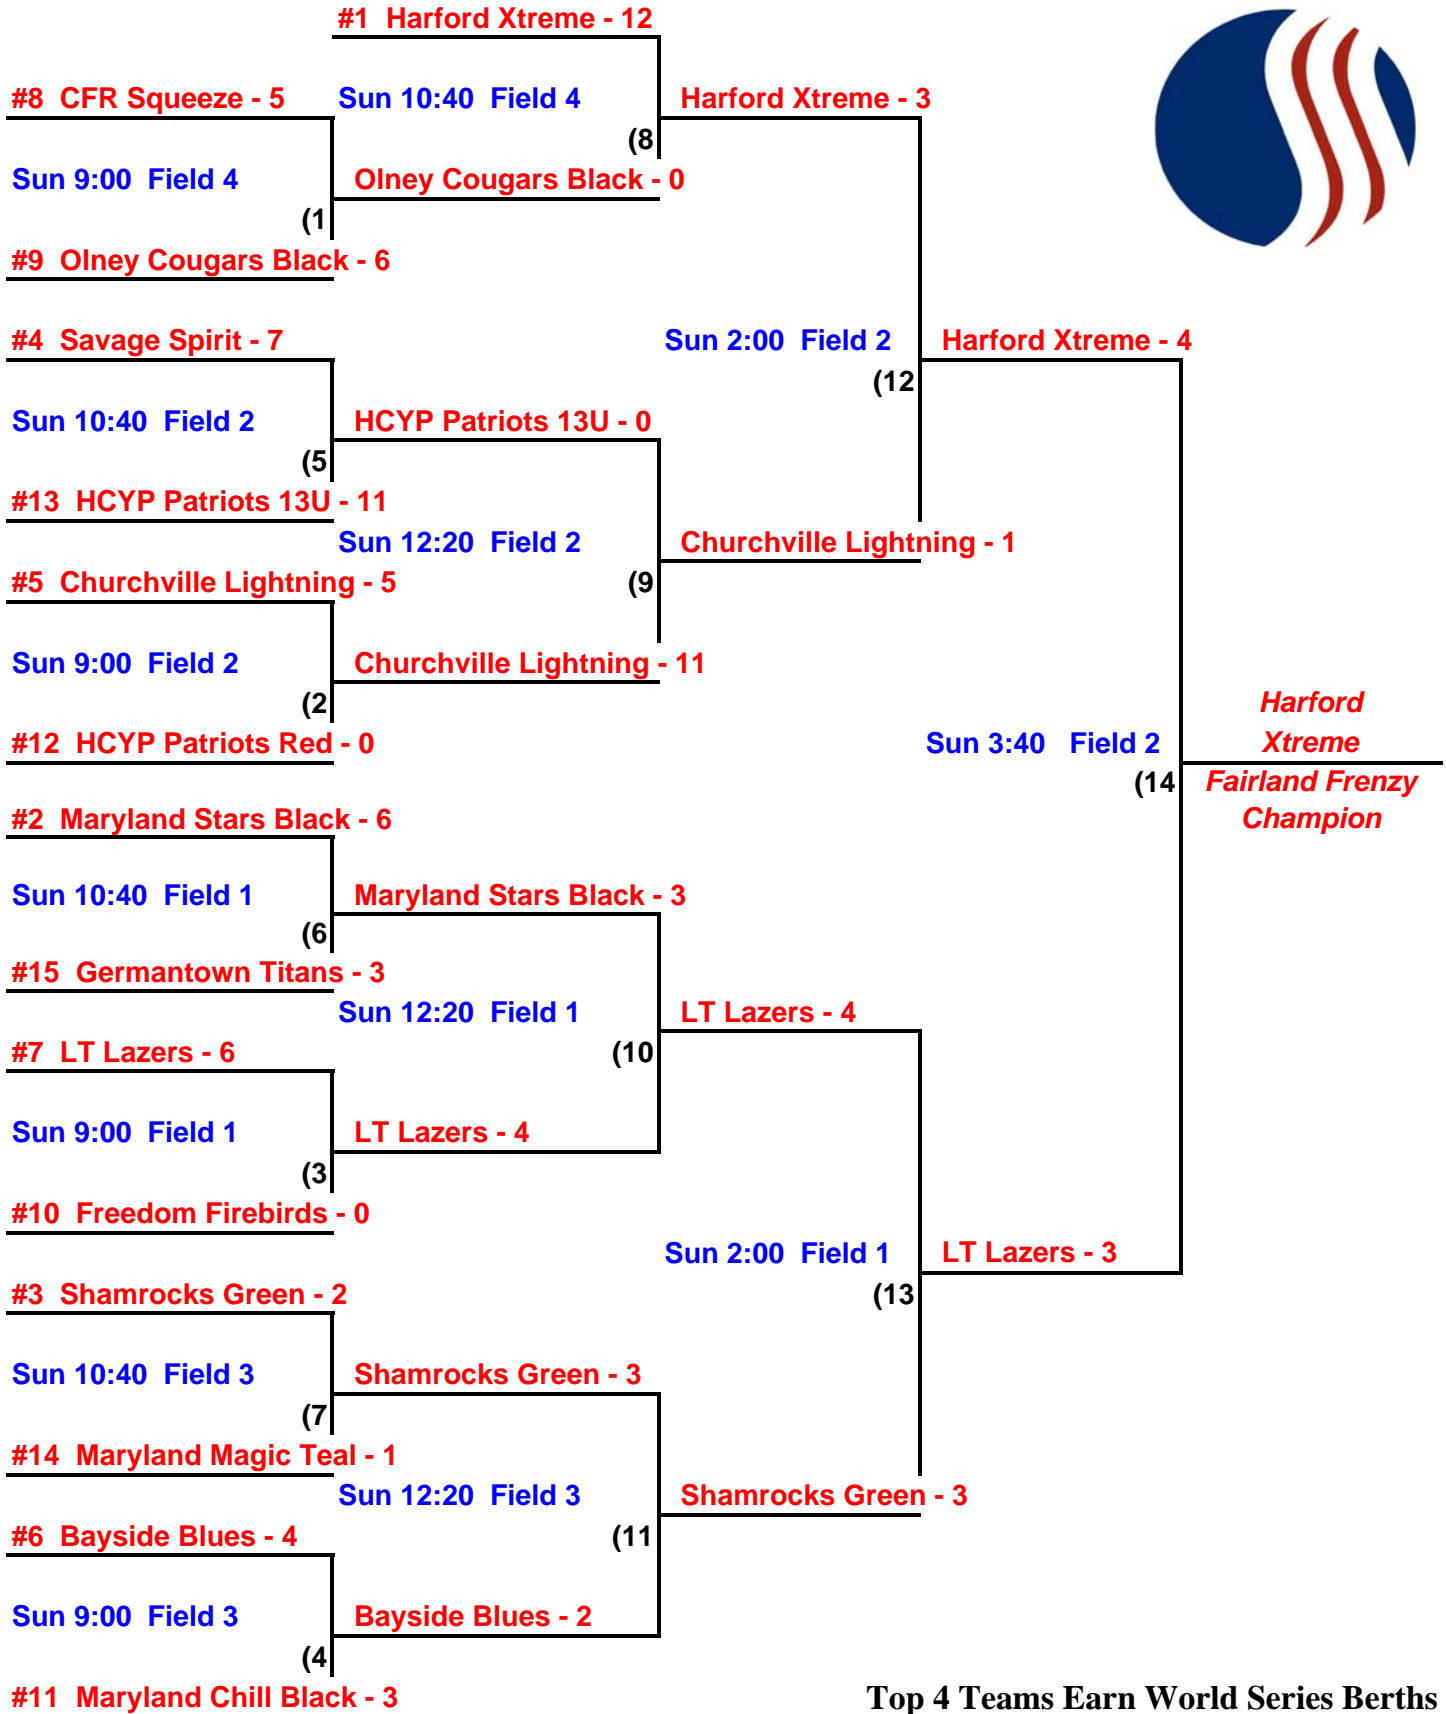 #1 Harford Xtreme - 12
#8 CFR Squeeze - 5
Sun 10:40 Field 4
Harford Xtreme - 3
(8
Sun 9:00 Field 4
Olney Cougars Black - 0
(1
#9 Olney Cougars Black - 6
#4 Savage Spirit - 7
Sun 2:00 Field 2
Harford Xtreme - 4
(12
Sun 10:40 Field 2
HCYP Patriots 13U - 0
(5
#13 HCYP Patriots 13U - 11
Sun 12:20 Field 2
Churchville Lightning - 1
#5 Churchville Lightning - 5
(9
Sun 9:00 Field 2
Churchville Lightning - 11
(2
#12 HCYP Patriots Red - 0
Sun 3:40 Field 2
(14
Harford
Xtreme
Fairland Frenzy
Champion
#2 Maryland Stars Black - 6
Sun 10:40 Field 1
Maryland Stars Black - 3
(6
#15 Germantown Titans - 3
Sun 12:20 Field 1
LT Lazers - 4
#7 LT Lazers - 6
(10
Sun 9:00 Field 1
LT Lazers - 4
(3
#10 Freedom Firebirds - 0
Sun 2:00 Field 1
LT Lazers - 3
#3 Shamrocks Green - 2
(13
Sun 10:40 Field 3
Shamrocks Green - 3
(7
#14 Maryland Magic Teal - 1
Sun 12:20 Field 3
Shamrocks Green - 3
#6 Bayside Blues - 4
(11
Sun 9:00 Field 3
Bayside Blues - 2
(4
#11 Maryland Chill Black - 3
Top 4 Teams Earn World Series Berths